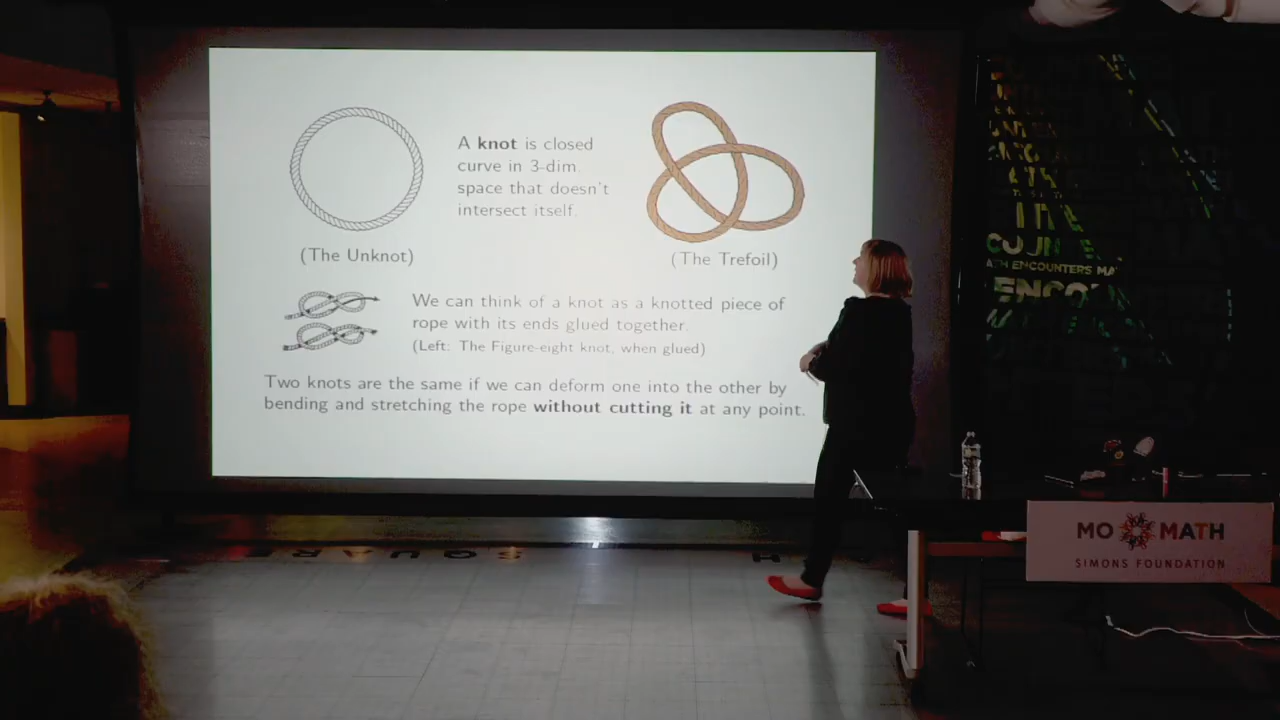 A knot is closed
curve in 3-dim.
space that doesn't
intersect itself.
(The Unknot)
(The Trefoil)
We can think of a knot as a knotted piece of
rope with its ends glued together.
(Left: The Figure-eight knot, when glued)
Two knots are the same if we can deform one into the other by
bending and stretching the rope without cutting it at any point.
ENCOUNTERS MA
MO MATH
SIMONS FOUNDATION
SQUARE
H